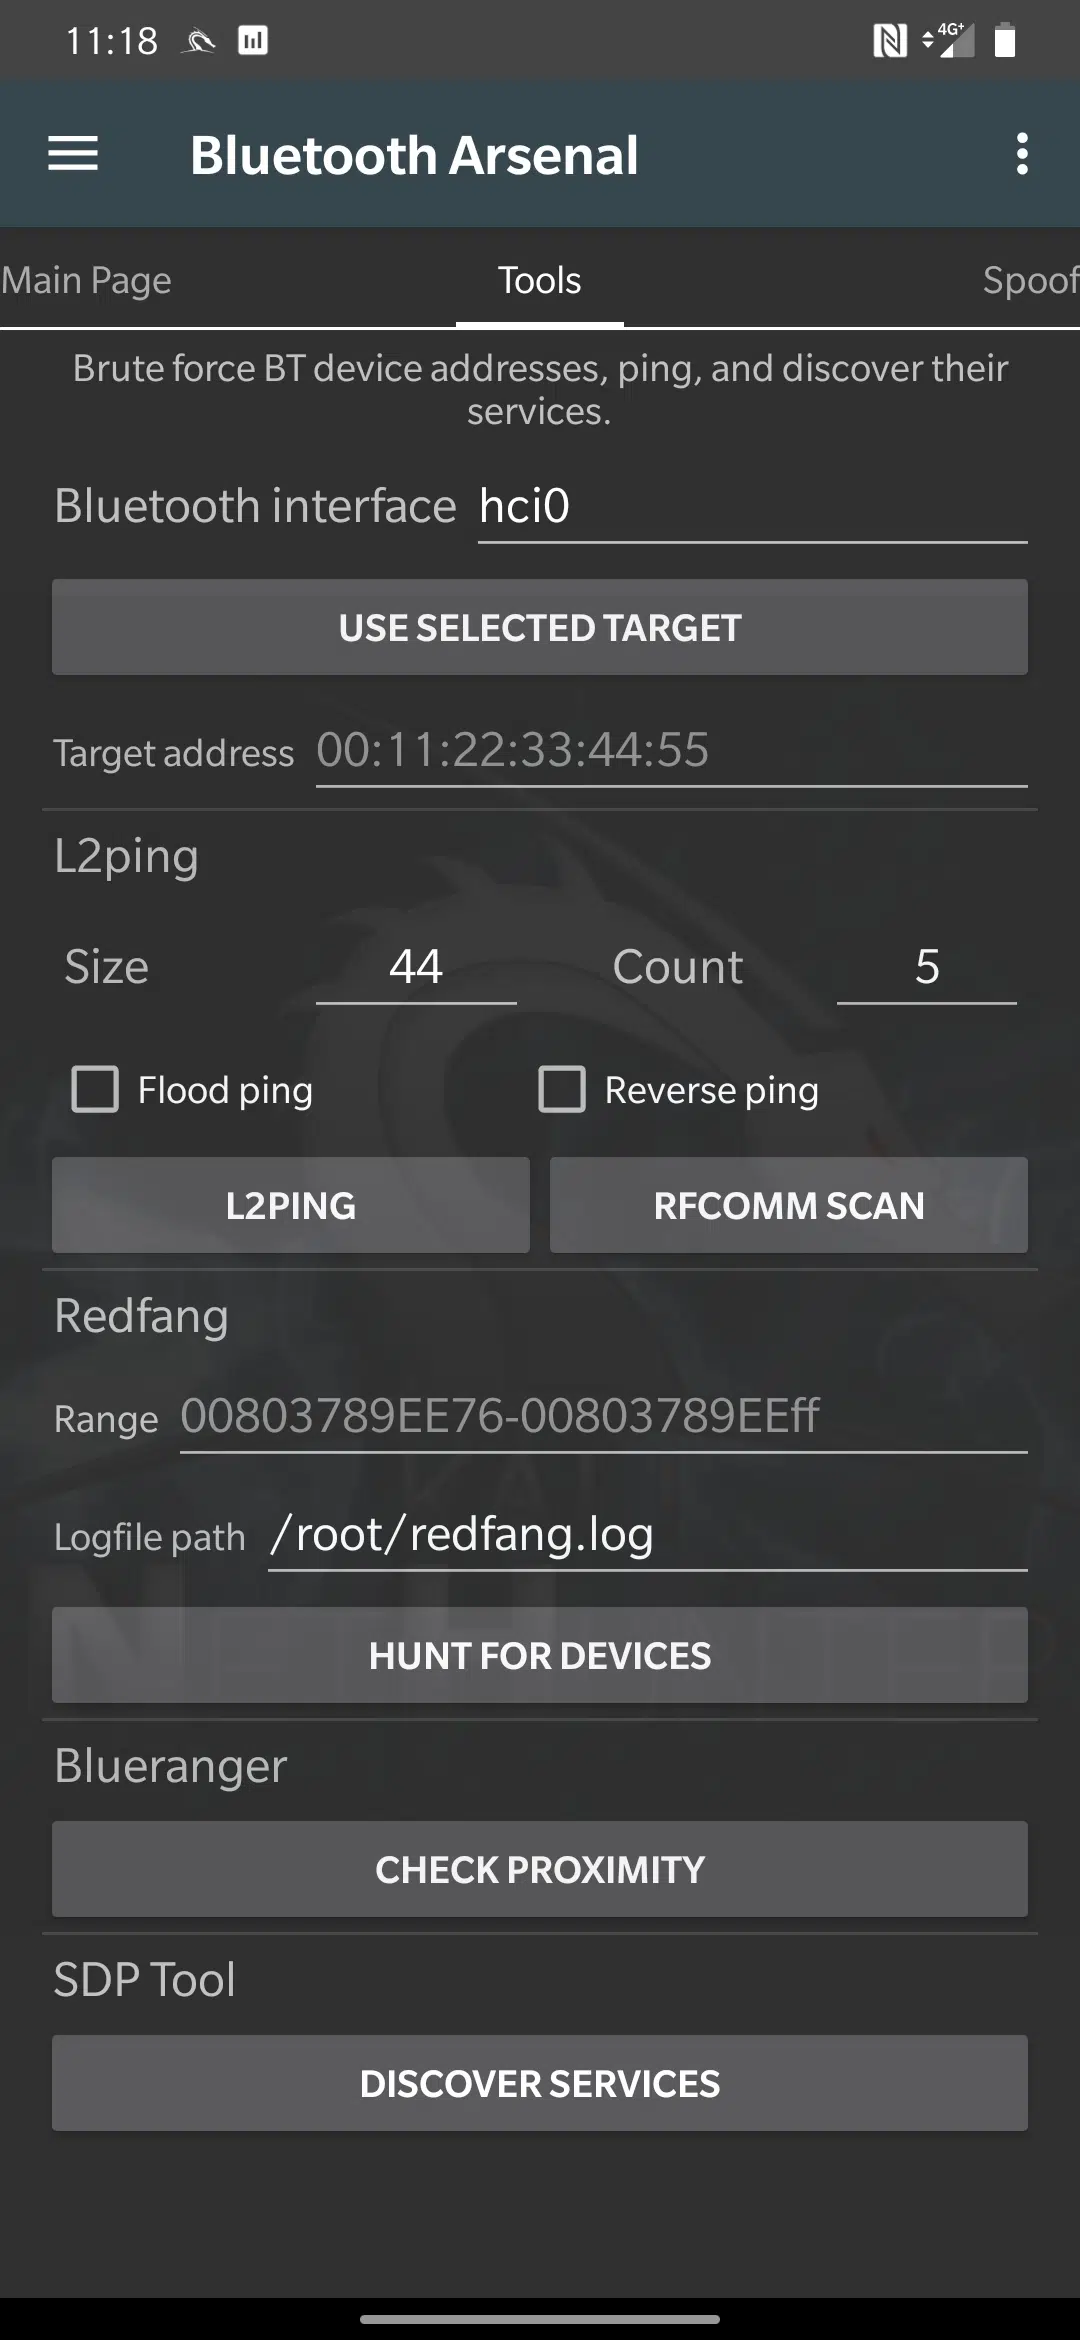 11:18
4G+
Bluetooth Arsenal
Main Page Tools Spoof
Brute force BT device addresses, ping, and discover their
services.
Bluetooth interface hci0
USE SELECTED TARGET
Target address 00:11:22:33:44:55
L2ping
Size 44 Count 5
Flood ping Reverse ping
L2PING RFCOMM SCAN
Redfang
Range 00803789EE76-00803789EEff
Logfile path /root/redfang.log
HUNT FOR DEVICES
Blueranger
CHECK PROXIMITY
SDP Tool
DISCOVER SERVICES